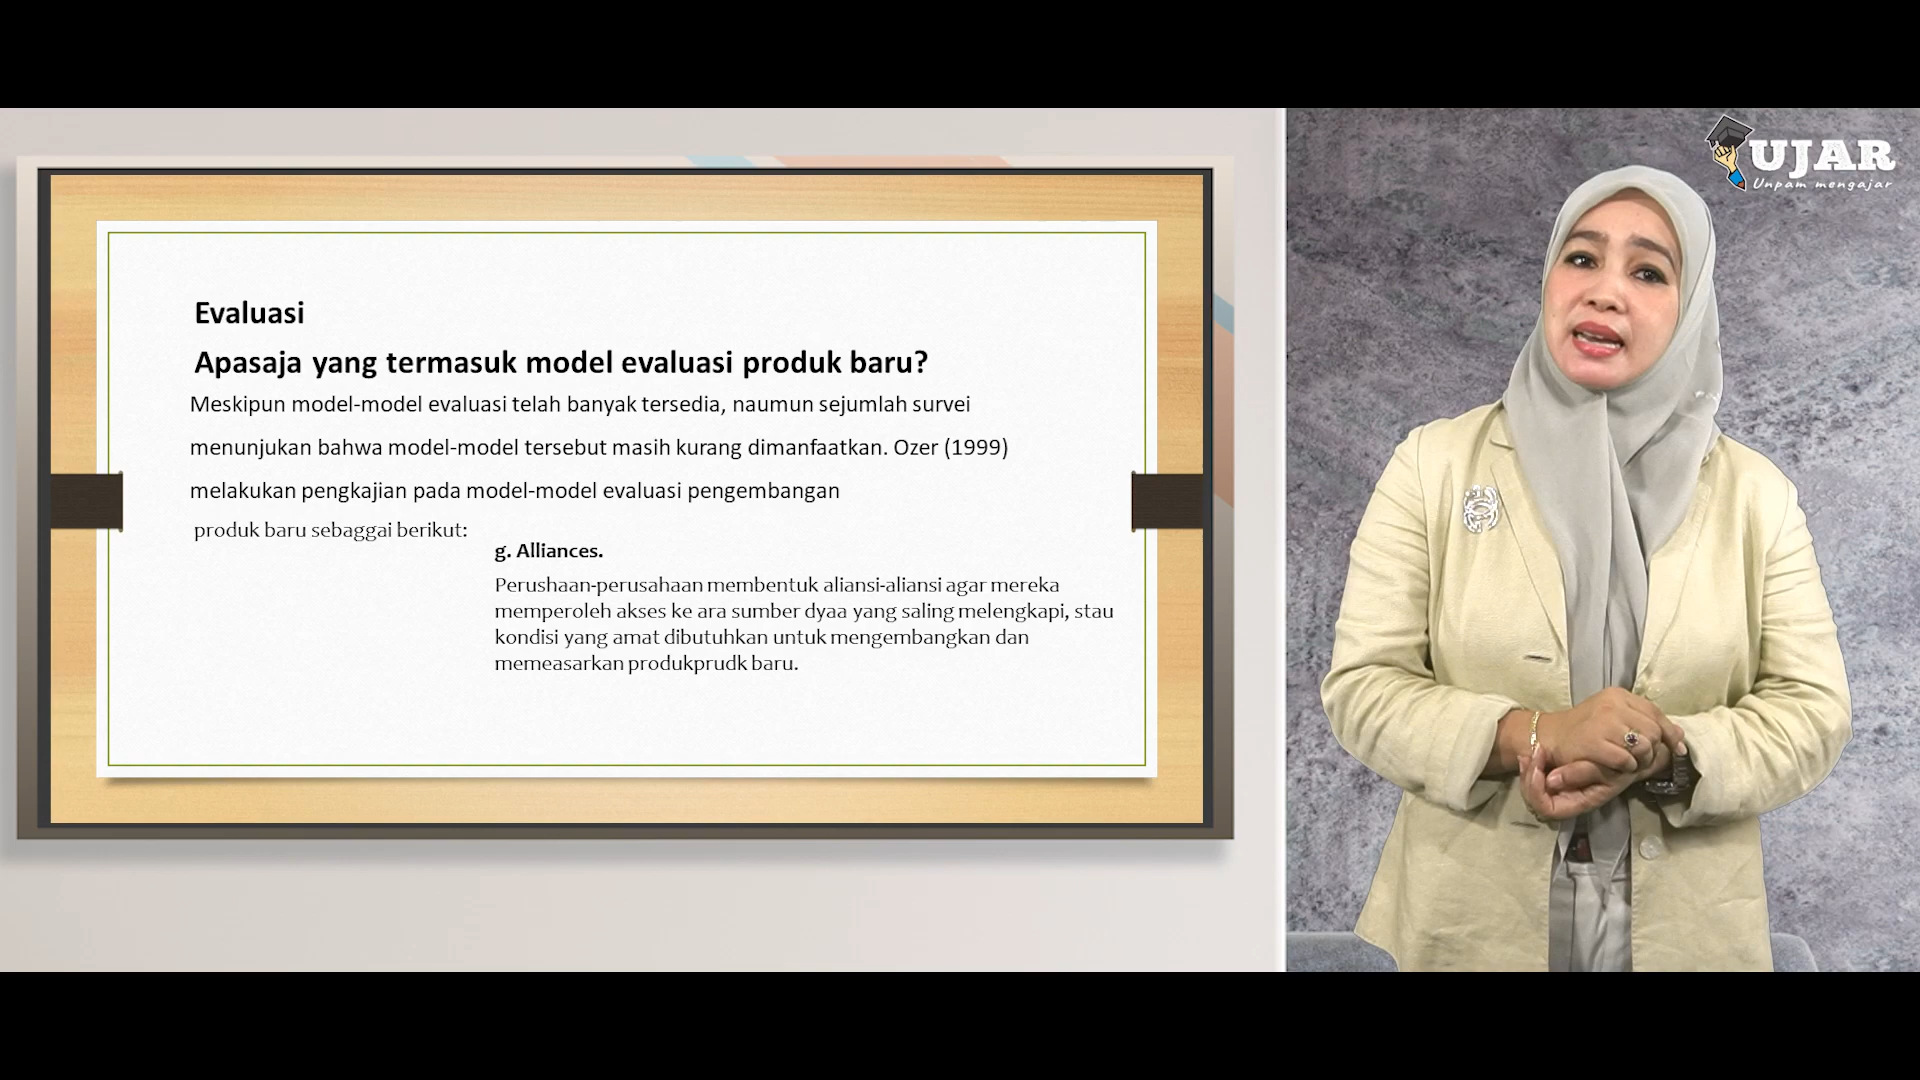 UJAR
Unpam mengajar
Evaluasi
Apasaja yang termasuk model evaluasi produk baru?
Meskipun model-model evaluasi telah banyak tersedia, naumun sejumlah survei
menunjukan bahwa model-model tersebut masih kurang dimanfaatkan. Ozer (1999)
melakukan pengkajian pada model-model evaluasi pengembangan
produk baru sebaggai berikut:
g. Alliances.
Perushaan-perusahaan membentuk aliansi-aliansi agar mereka
memperoleh akses ke ara sumber dyaa yang saling melengkapi, stau
kondisi yang amat dibutuhkan untuk mengembangkan dan
memeasarkan produkprudk baru.